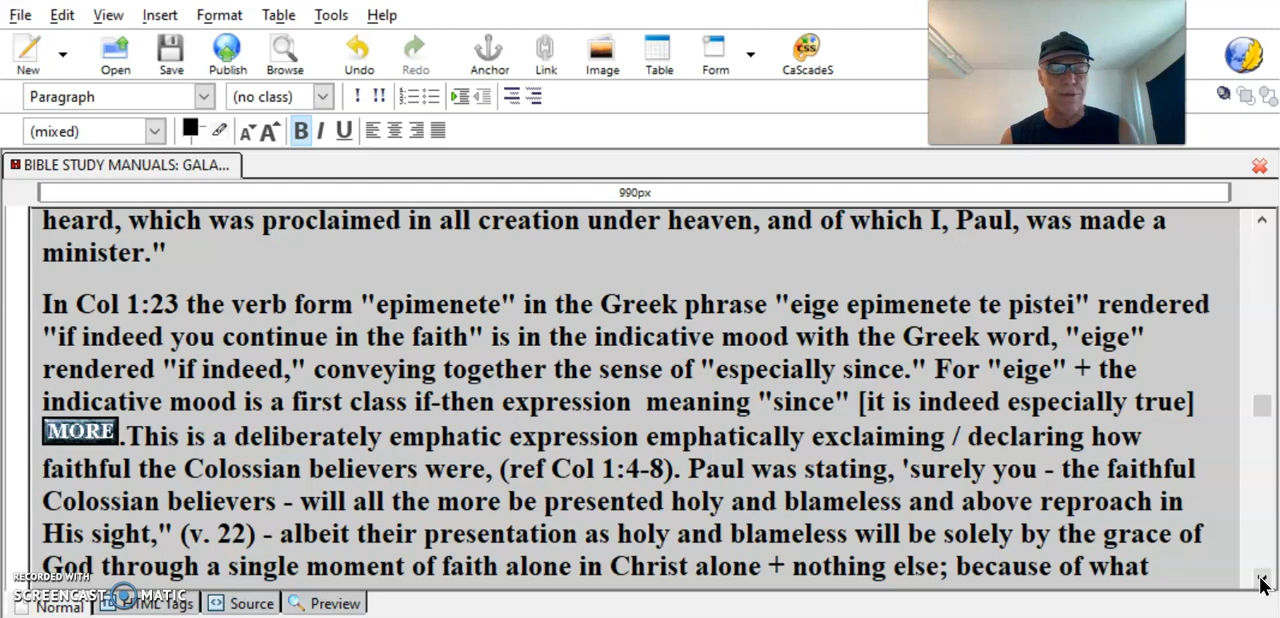 File Edit View Insert Format Table Tools Help
New Open Save Publish Browse Undo Redo Anchor Link Image Table Form CaScadeS
Paragraph (no class) ! !!
(mixed) A A B I U
BIBLE STUDY MANUALS: GALA...
990px
heard, which was proclaimed in all creation under heaven, and of which I, Paul, was made a
minister."
In Col 1:23 the verb form "epimenete" in the Greek phrase "eige epimenete te pistei" rendered
"if indeed you continue in the faith" is in the indicative mood with the Greek word, "eige"
rendered "if indeed," conveying together the sense of "especially since." For "eige" + the
indicative mood is a first class if-then expression meaning "since" [it is indeed especially true]
MORE.This is a deliberately emphatic expression emphatically exclaiming / declaring how
faithful the Colossian believers were, (ref Col 1:4-8). Paul was stating, 'surely you - the faithful
Colossian believers - will all the more be presented holy and blameless and above reproach in
His sight," (v. 22) - albeit their presentation as holy and blameless will be solely by the grace of
God through a single moment of faith alone in Christ alone + nothing else; because of what
RECORDED WITH
SCREENCAST MATIC
Normal HTML Tags Source Preview